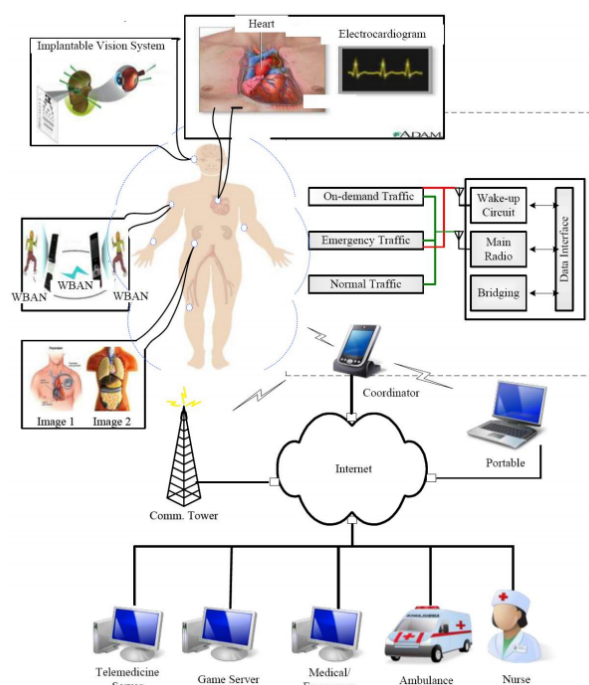 Heart
Implantable Vision System
Electrocardiogram
ADAM
On-demand Traffic
Emergency Traffic
Normal Traffic
Wake-up
Circuit
Main
Radio
Bridging
Data Interface
WBAN
WBAN
WBAN
Image 1
Image 2
Coordinator
Portable
Internet
Comm. Tower
AMBULANCE
Telemedicine
Game Server
Medical/
Ambulance
Nurse